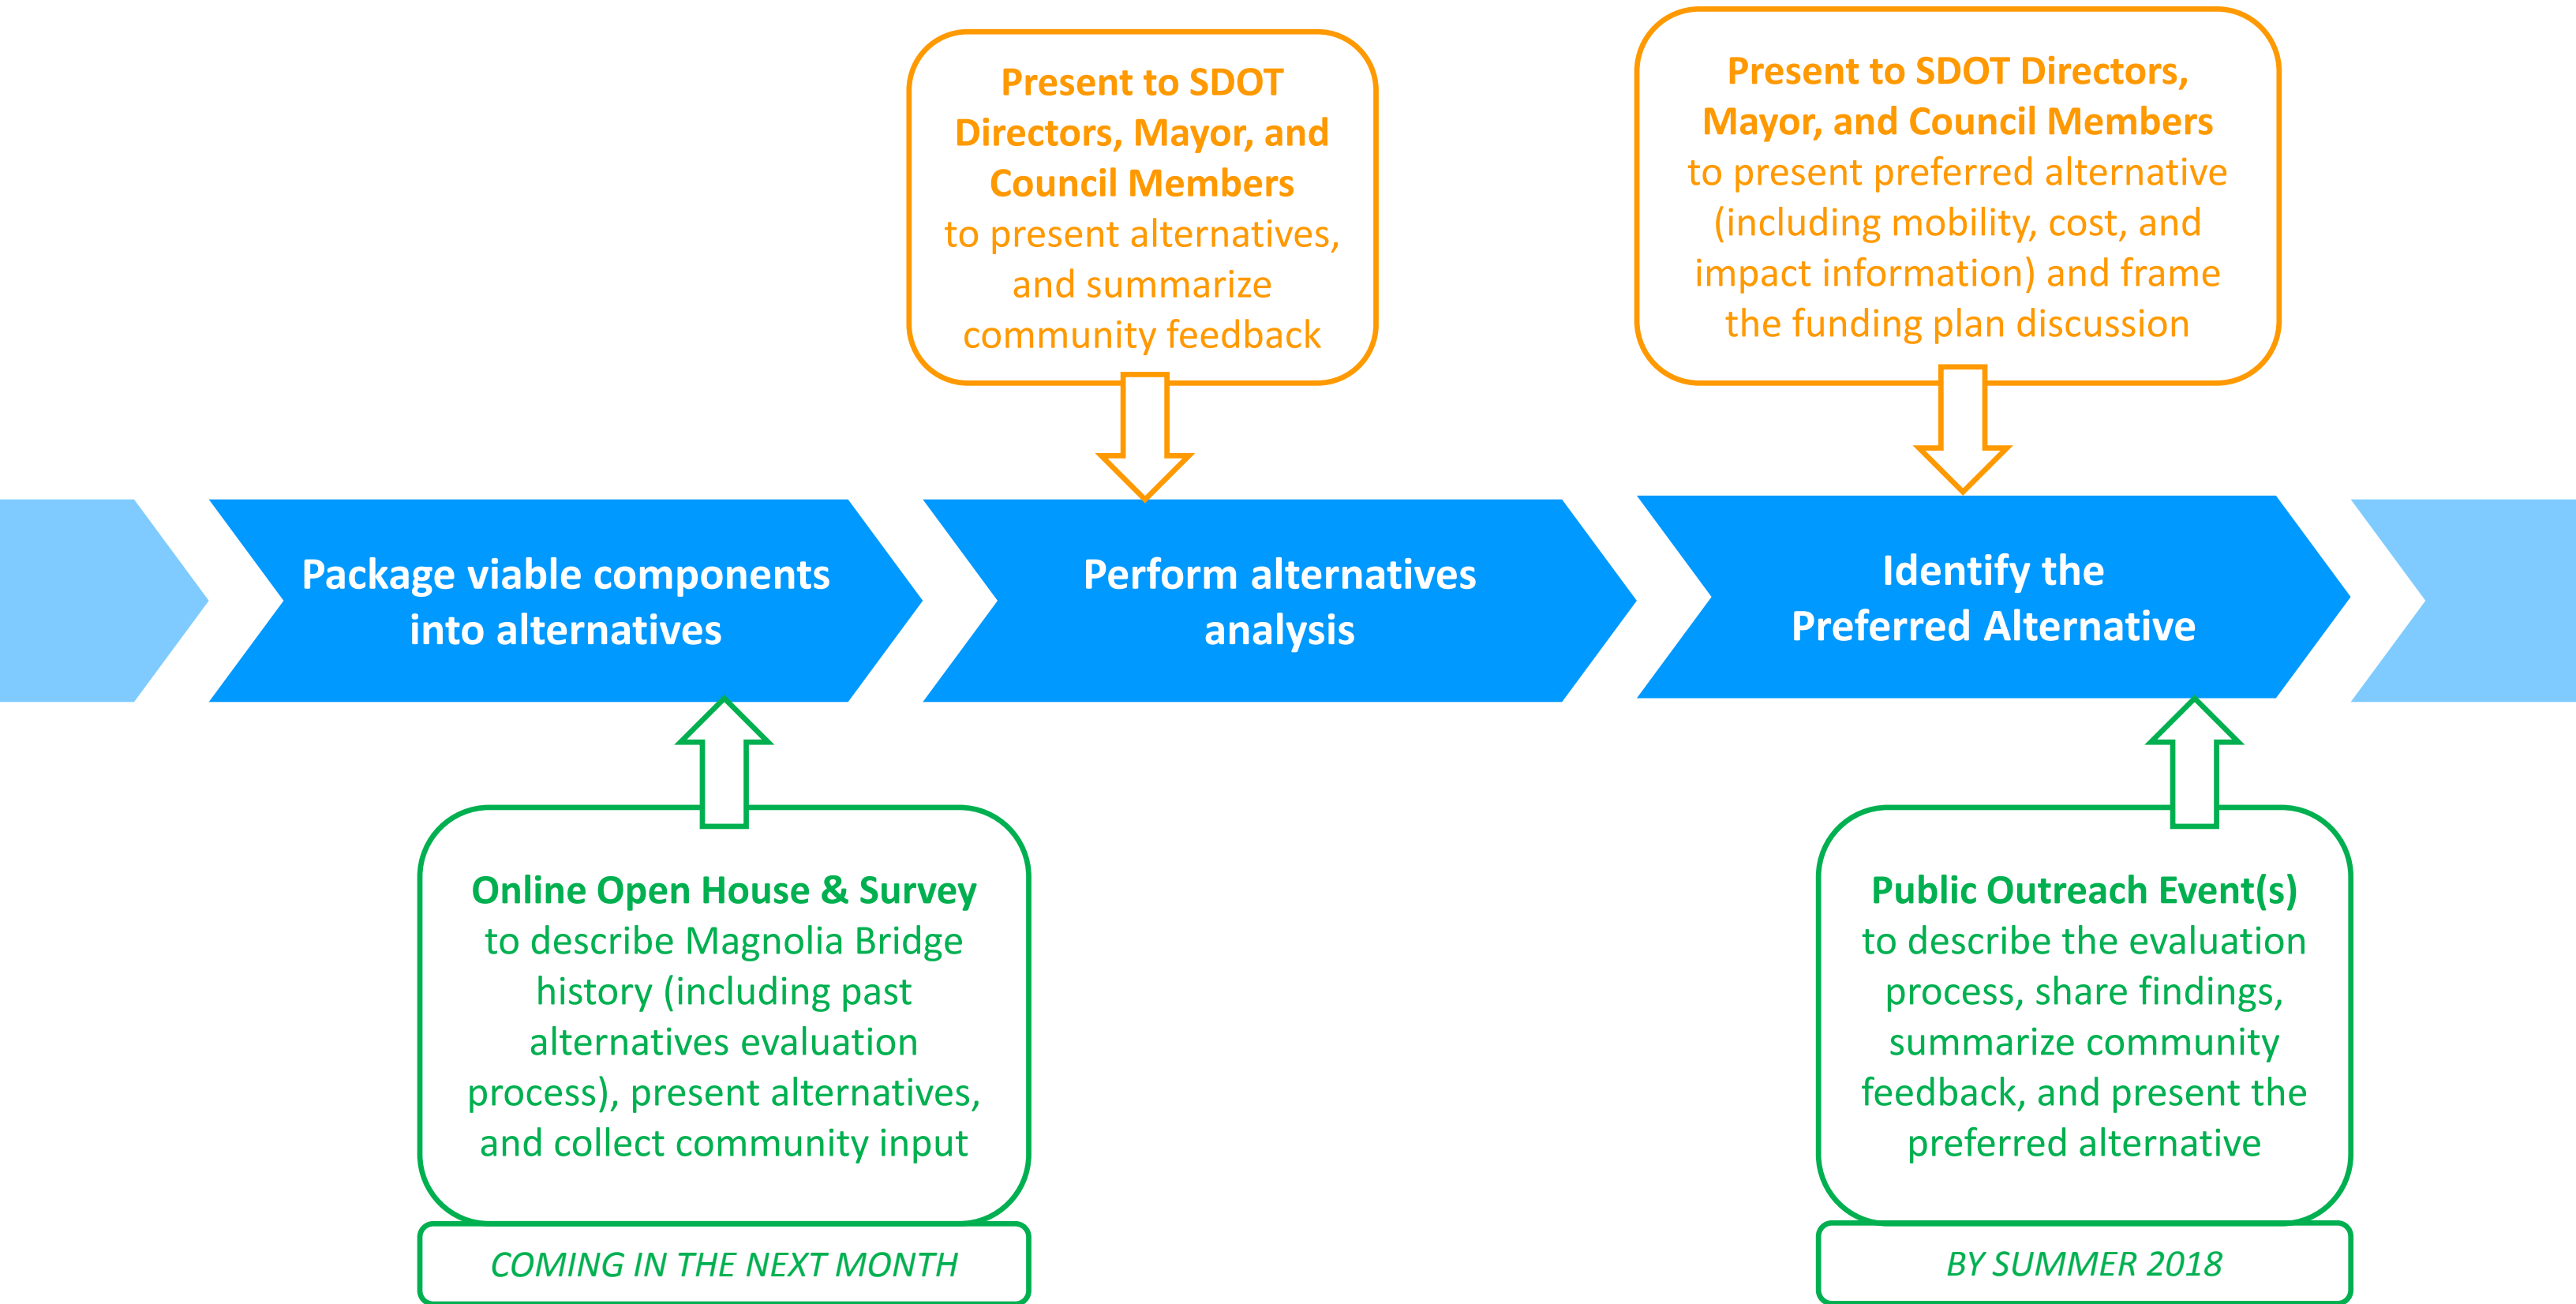 Present to SDOT
Directors, Mayor, and
Council Members
to present alternatives,
and summarize
community feedback
Present to SDOT Directors,
Mayor, and Council Members
to present preferred alternative
(including mobility, cost, and
impact information) and frame
the funding plan discussion
Package viable components
into alternatives
Perform alternatives
analysis
Identify the
Preferred Alternative
Online Open House & Survey
to describe Magnolia Bridge
history (including past
alternatives evaluation
process), present alternatives,
and collect community input
COMING IN THE NEXT MONTH
Public Outreach Event(s)
to describe the evaluation
process, share findings,
summarize community
feedback, and present the
preferred alternative
BY SUMMER 2018